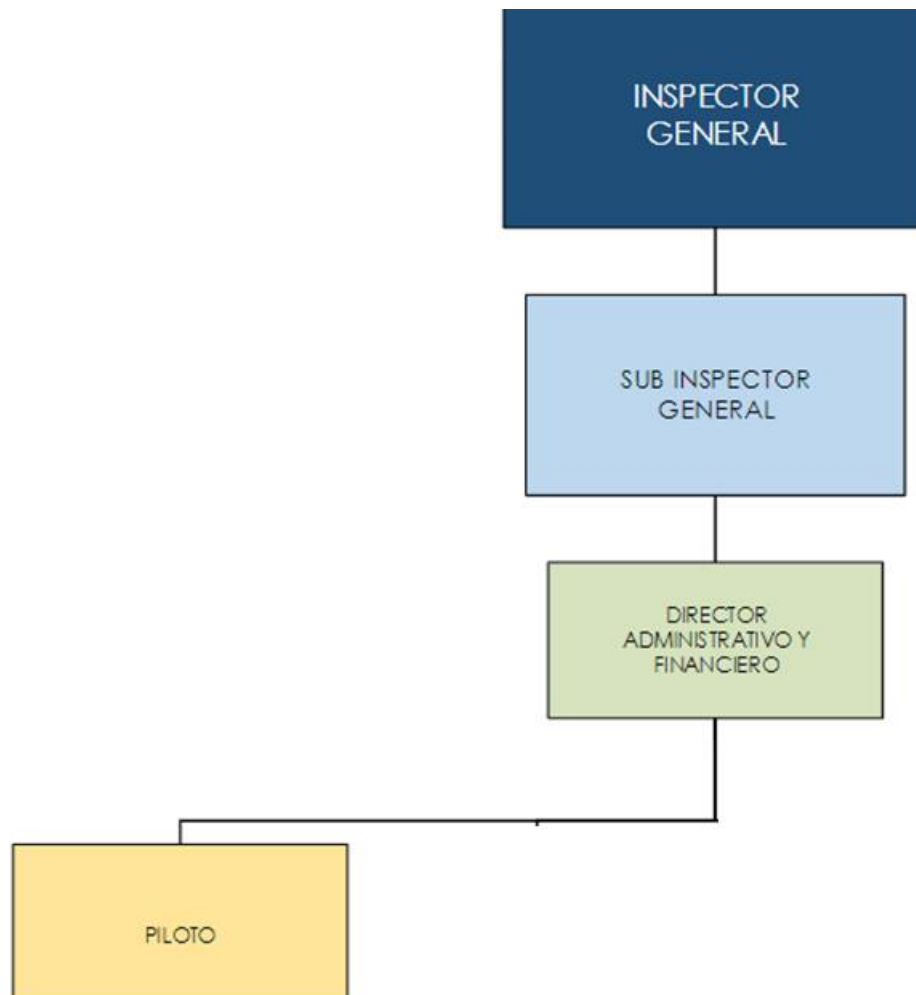 INSPECTOR
GENERAL
SUB INSPECTOR
GENERAL
DIRECTOR
ADMINISTRATIVO Y
FINANCIERO
PILOTO